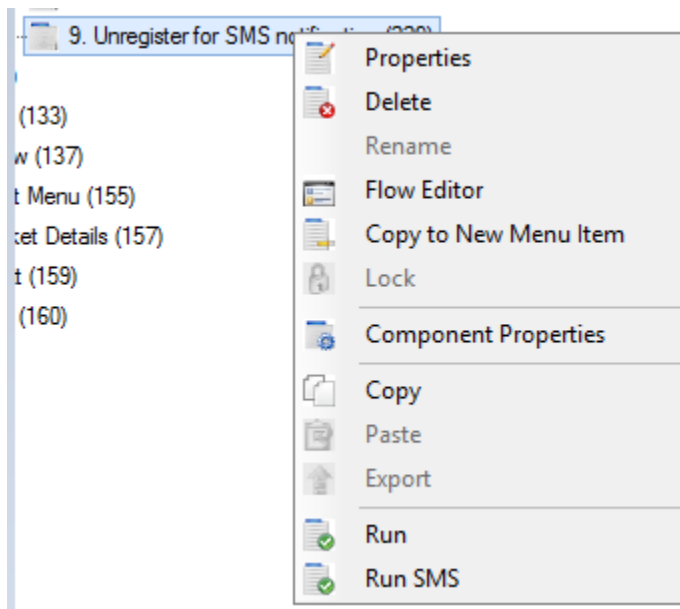 9. Unregister for SMS
(133)
(137)
t Menu (155)
Details (157)
t (159)
(160)
Properties
Delete
Rename
Flow Editor
Copy to New Menu Item
Lock
Component Properties
Copy
Paste
Export
Run
Run SMS